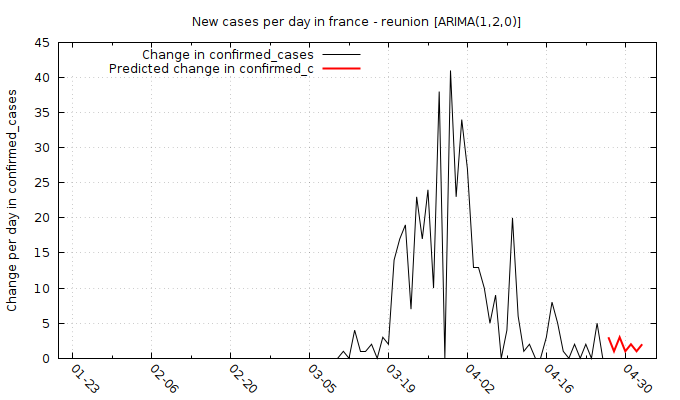 New cases per day in france - reunion [ARIMA(1,2,0)]
Change in confirmed_cases
Predicted change in confirmed_c
Change per day in confirmed_cases
45
40
35
30
25
20
15
10
5
0
01-23 02-06 02-20 03-05 03-19 04-02 04-16 04-30